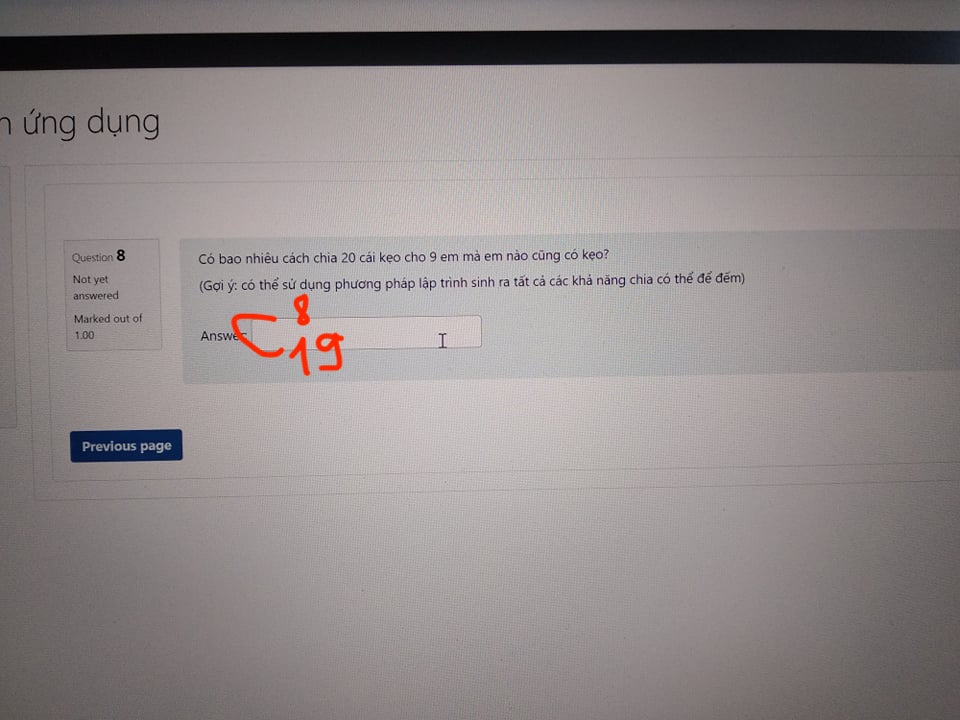 n ứng dụng
Question 8
Not yet
answered
Marked out of
1.00
Có bao nhiêu cách chia 20 cái kẹo cho 9 em mà em nào cũng có kẹo?
(Gợi ý: có thể sử dụng phương pháp lập trình sinh ra tất cả các khả năng chia có thể để đếm)
Answer
C 8
19
Previous page